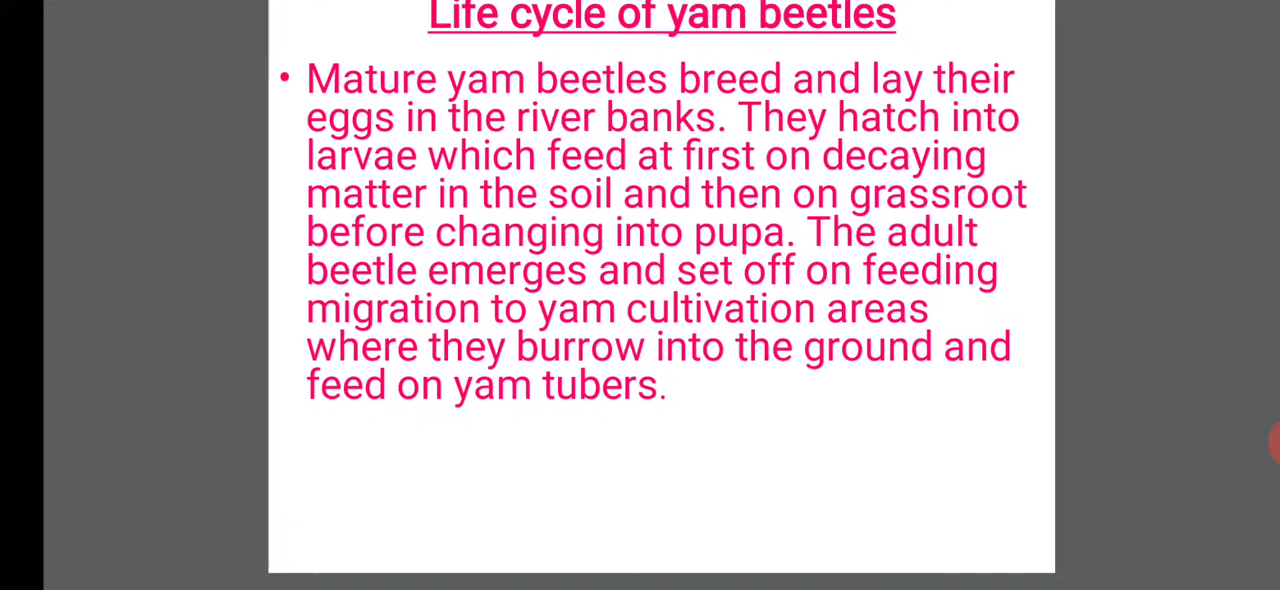 Life cycle of yam beetles
• Mature yam beetles breed and lay their
eggs in the river banks. They hatch into
larvae which feed at first on decaying
matter in the soil and then on grassroot
before changing into pupa. The adult
beetle emerges and set off on feeding
migration to yam cultivation areas
where they burrow into the ground and
feed on yam tubers.